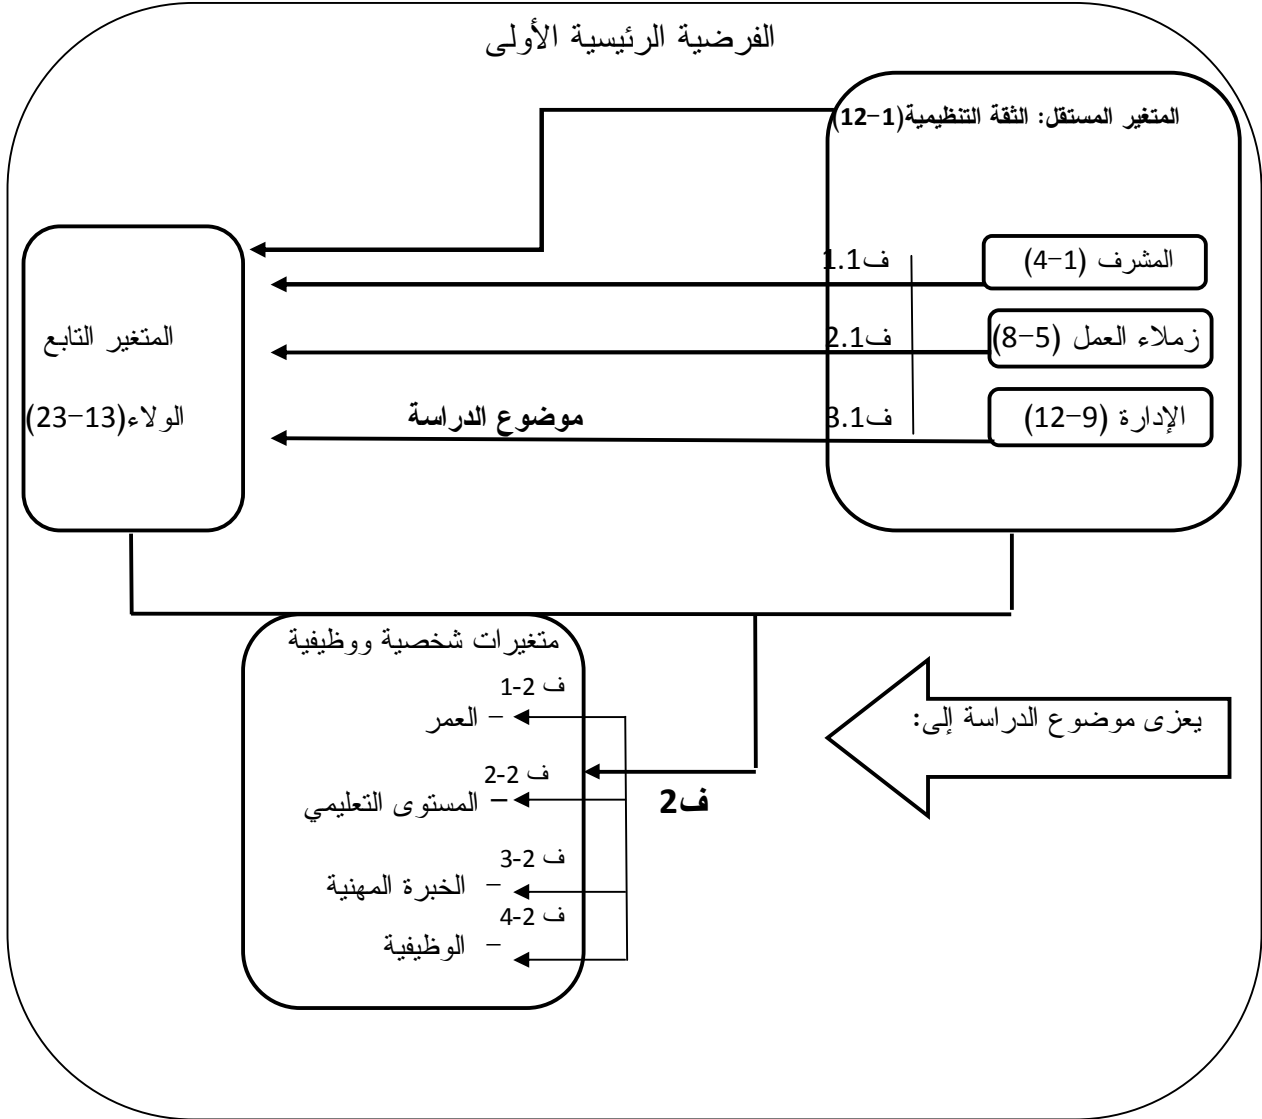 الفرضية الرئيسية الأولى
المتغير المستقل: الثقة التنظيمية(1-12)
المشرف (1-4)
ف1.1
زملاء العمل (5-8)
ف2.1
الإدارة (9-12)
ف3.1
موضوع الدراسة
المتغير التابع
الولاء(13-23)
متغيرات شخصية ووظيفية
ف 2-1
- العمر
ف 2-2
- المستوى التعليمي
ف 2-3
- الخبرة المهنية
ف 2-4
- الوظيفية
ف2
يعزى موضوع الدراسة إلى: